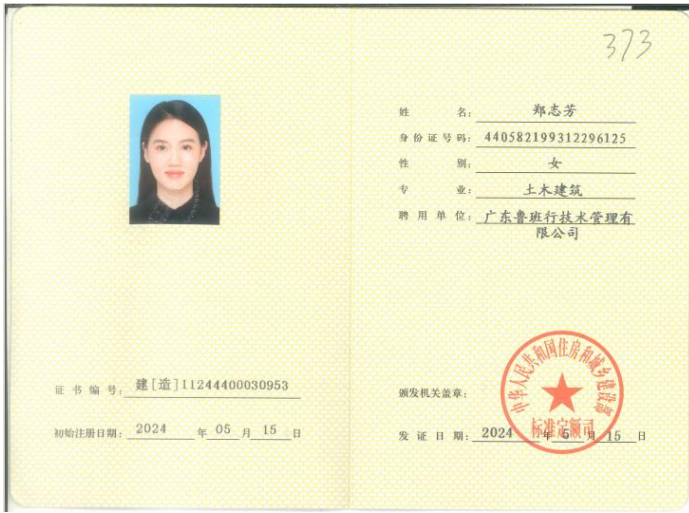 373
姓 名: 郑志芳
身份证号码: 440582199312296125
性 别: 女
专 业: 土木建筑
聘用单位: 广东鲁班行技术管理有
限公司
证书编号: 建[造]11244400030953
初始注册日期: 2024 年 05 月 15 日
颁发机关盖章:
中华人民共和国住房和城乡建设部
标准定额司
发证日期: 2024 年 5 月 15 日